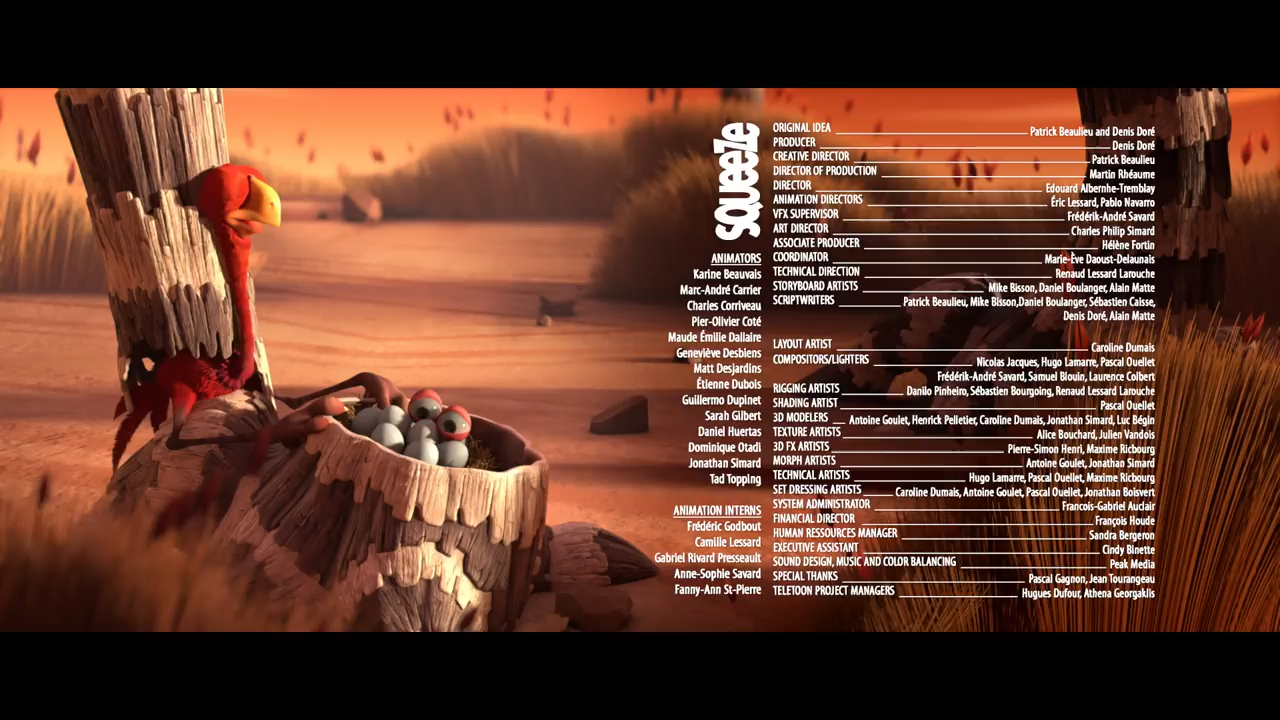 squeeze
ORIGINAL IDEA Patrick Beaulieu and Denis Doré
PRODUCER Denis Doré
CREATIVE DIRECTOR Patrick Beaulieu
DIRECTOR OF PRODUCTION Martin Rhéaume
DIRECTOR Edouard Albernhe-Tremblay
ANIMATION DIRECTORS Éric Lessard, Pablo Navarro
VFX SUPERVISOR Frédérik-André Savard
ART DIRECTOR Charles Philip Simard
ASSOCIATE PRODUCER Hélène Fortin
COORDINATOR Marie-Ève Daoust-Delaunais
TECHNICAL DIRECTION Renaud Lessard Larouche
STORYBOARD ARTISTS Mike Bisson, Daniel Boulanger, Alain Matte
SCRIPTWRITERS Patrick Beaulieu, Mike Bisson,Daniel Boulanger, Sébastien Caisse,
Denis Doré, Alain Matte
LAYOUT ARTIST Caroline Dumais
COMPOSITORS/LIGHTERS Nicolas Jacques, Hugo Lamarre, Pascal Ouellet
Frédérik-André Savard, Samuel Blouin, Laurence Colbert
RIGGING ARTISTS Danilo Pinheiro, Sébastien Bourgoing, Renaud Lessard Larouche
SHADING ARTIST Pascal Ouellet
3D MODELERS Antoine Goulet, Henrick Pelletier, Caroline Dumais, Jonathan Simard, Luc Bégin
TEXTURE ARTISTS Alice Bouchard, Julien Vandois
3D FX ARTISTS Pierre-Simon Henri, Maxime Ricbourg
MORPH ARTISTS Antoine Goulet, Jonathan Simard
TECHNICAL ARTISTS Hugo Lamarre, Pascal Ouellet, Maxime Ricbourg
SET DRESSING ARTISTS Caroline Dumais, Antoine Goulet, Pascal Ouellet, Jonathan Boisvert
SYSTEM ADMINISTRATOR Francois-Gabriel Auclair
FINANCIAL DIRECTOR François Houde
HUMAN RESSOURCES MANAGER Sandra Bergeron
EXECUTIVE ASSISTANT Cindy Binette
SOUND DESIGN, MUSIC AND COLOR BALANCING Peak Media
SPECIAL THANKS Pascal Gagnon, Jean Tourangeau
TELETOON PROJECT MANAGERS Hugues Dufour, Athena Georgaklis
ANIMATORS
Karine Beauvais
Marc-André Carrier
Charles Corriveau
Pier-Olivier Coté
Maude Émilie Dallaire
Geneviève Desbiens
Matt Desjardins
Étienne Dubois
Guillermo Dupinet
Sarah Gilbert
Daniel Huertas
Dominique Otadi
Jonathan Simard
Tad Topping
ANIMATION INTERNS
Frédéric Godbout
Camille Lessard
Gabriel Rivard Presseault
Anne-Sophie Savard
Fanny-Ann St-Pierre